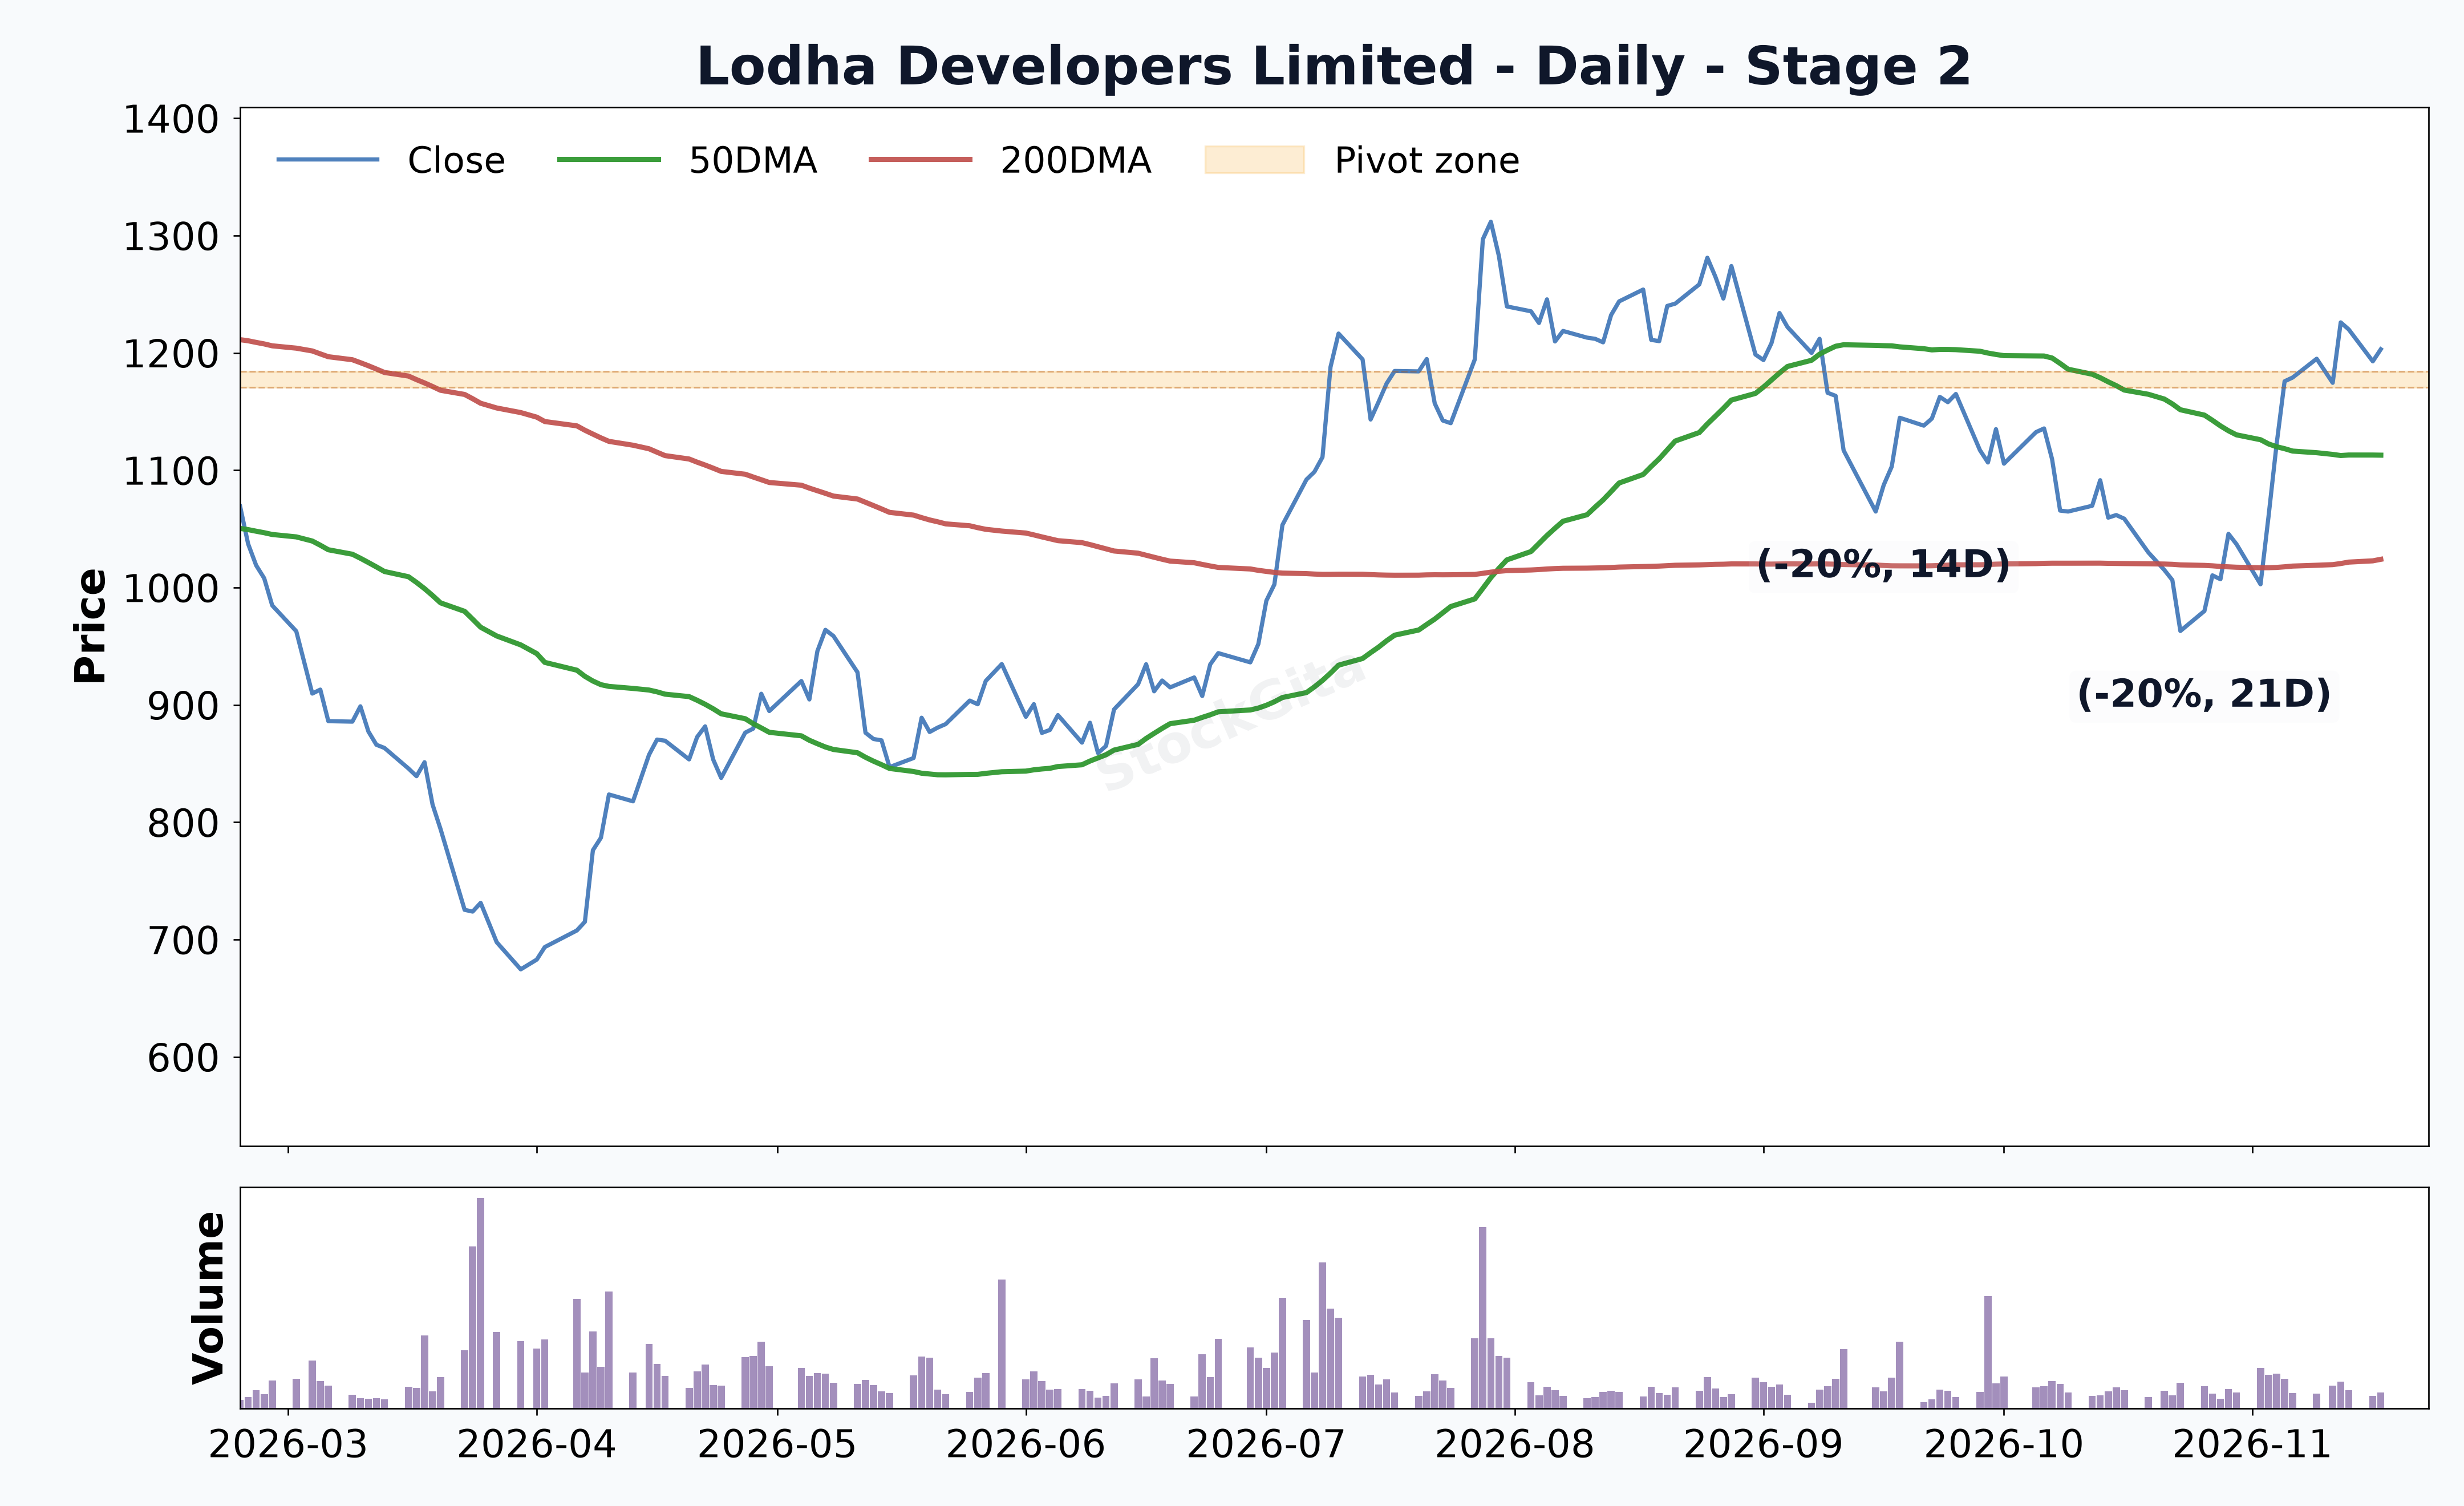 Lodha Developers Limited - Daily - Stage 2
Close 50DMA 200DMA Pivot zone
1400
1300
1200
1100
1000
900
800
700
600
Price
(-20%, 14D)
(-20%, 21D)
StockGita
Volume
2026-03 2026-04 2026-05 2026-06 2026-07 2026-08 2026-09 2026-10 2026-11